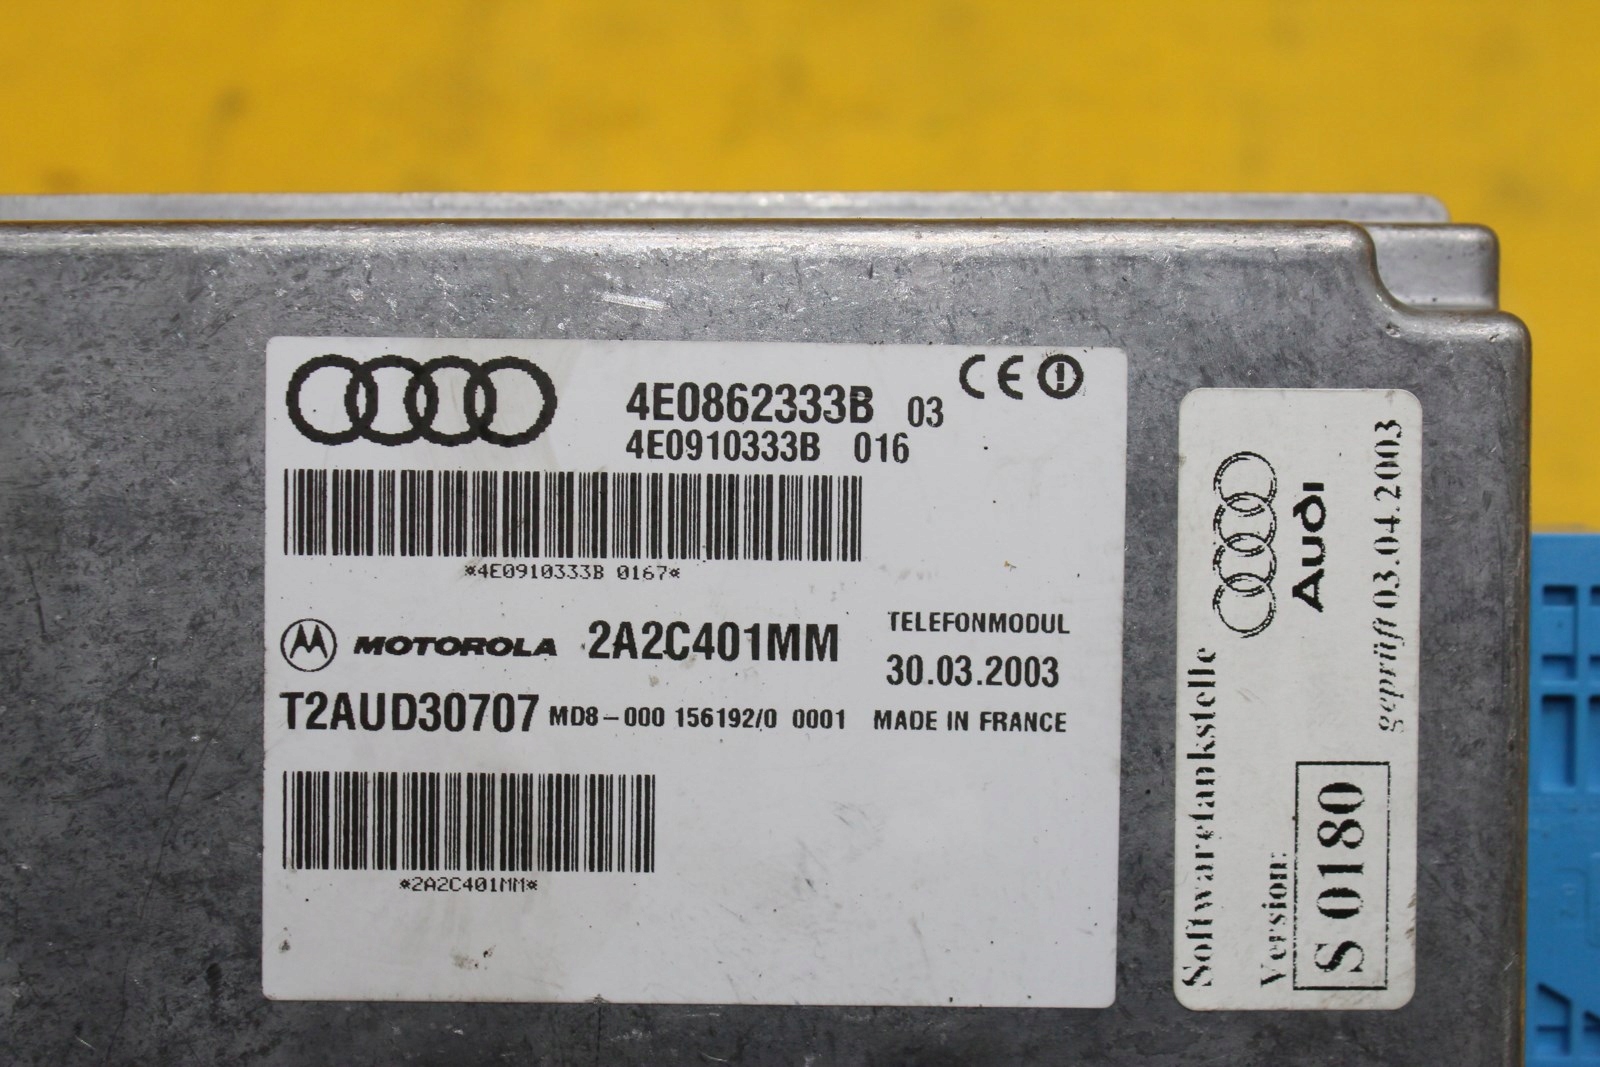 4E0862333B 03
4E0910333B 016
CE
*4E0910333B 0167*
MOTOROLA 2A2C401MM
TELEFONMODUL
30.03.2003
T2AUD30707 MD8-000 156192/0 0001 MADE IN FRANCE
*2A2C401MM*
Softwaretankstelle
Audi
Version:
S 0180
geprüft 03.04.2003